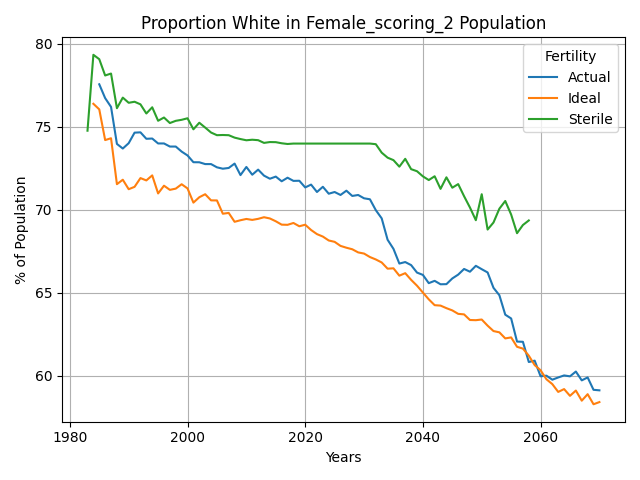 Proportion White in Female_scoring_2 Population
Fertility
Actual
Ideal
Sterile
% of Population
80
75
70
65
60
1980
2000
2020
2040
2060
Years